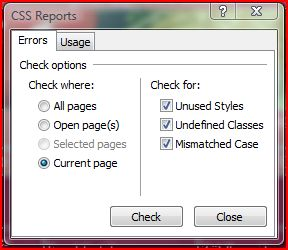 CSS Reports
Errors Usage
Check options
Check where:
All pages
Open page(s)
Selected pages
Current page
Check for:
Unused Styles
Undefined Classes
Mismatched Case
Check Close